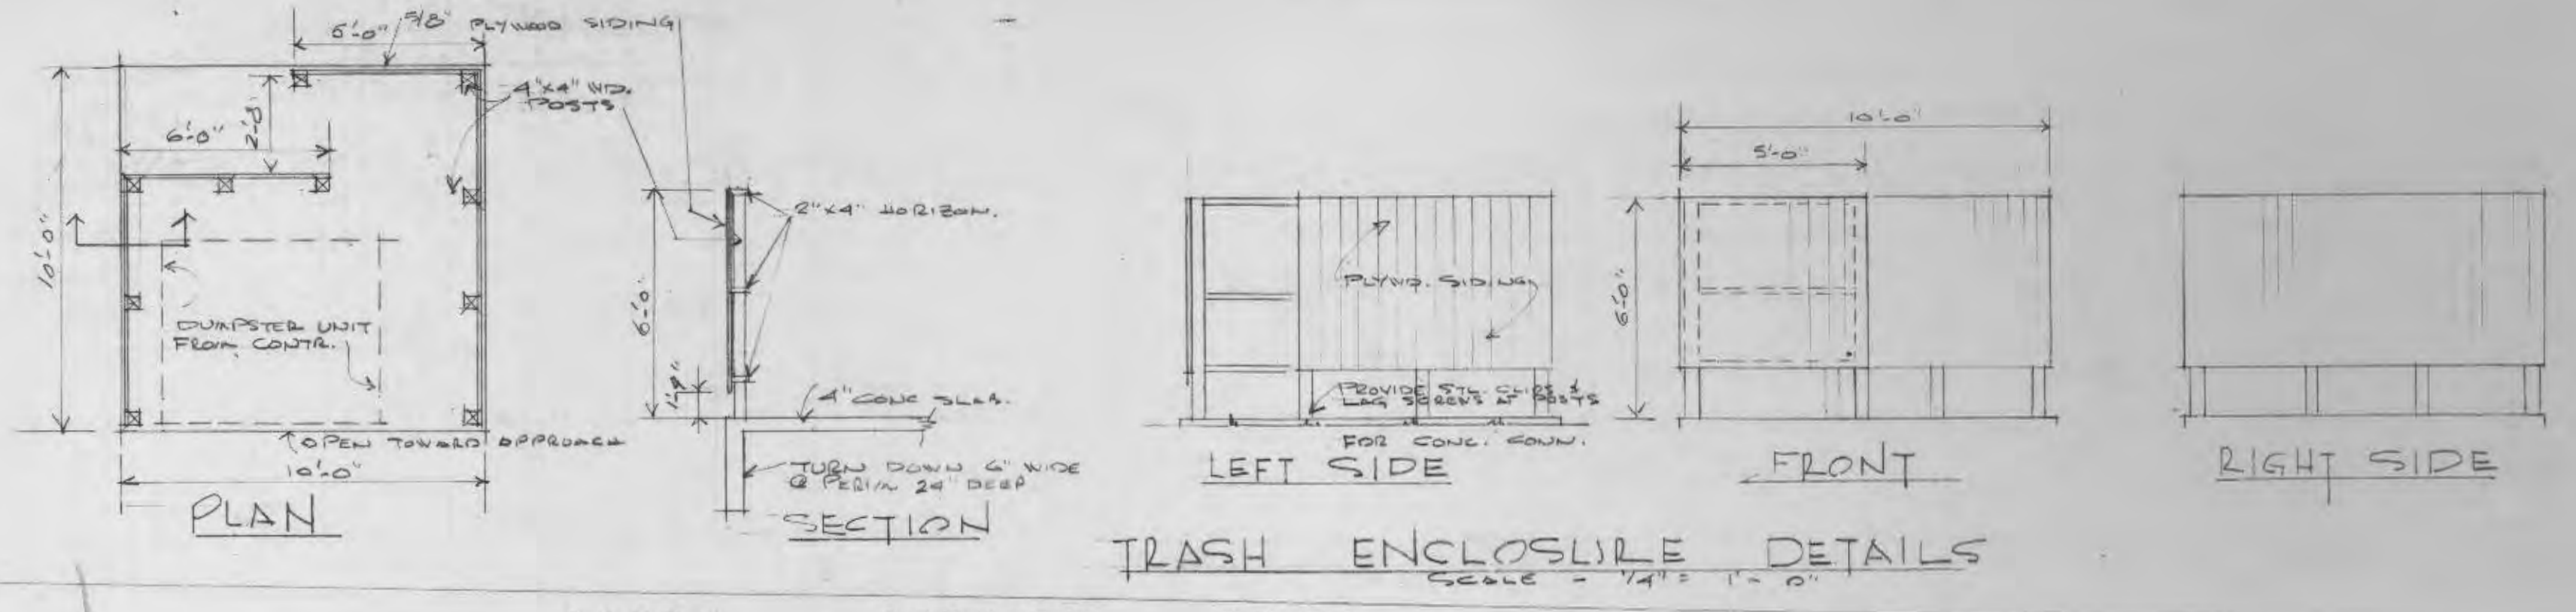 5/8" PLYWOOD SIDING
6'-0"
4"x4" WD.
POSTS
6'-0"
2'-8"
10'-0"
DUMPSTER UNIT
FROM CONTR.
OPEN TOWARD APPROACH
10'-0"
PLAN
2"x4" HORIZON.
6'-0"
4" CONC SLAB.
TURN DOWN 6" WIDE
@ PERIM 24" DEEP
SECTION
PLYWD. SIDING
PROVIDE STL. CLIPS &
LAG SCREWS AT POSTS
FOR CONC. CONN.
LEFT SIDE
10'-0"
5'-0"
6'-0"
FRONT
RIGHT SIDE
TRASH ENCLOSURE DETAILS
SCALE - 1/4" = 1'-0"